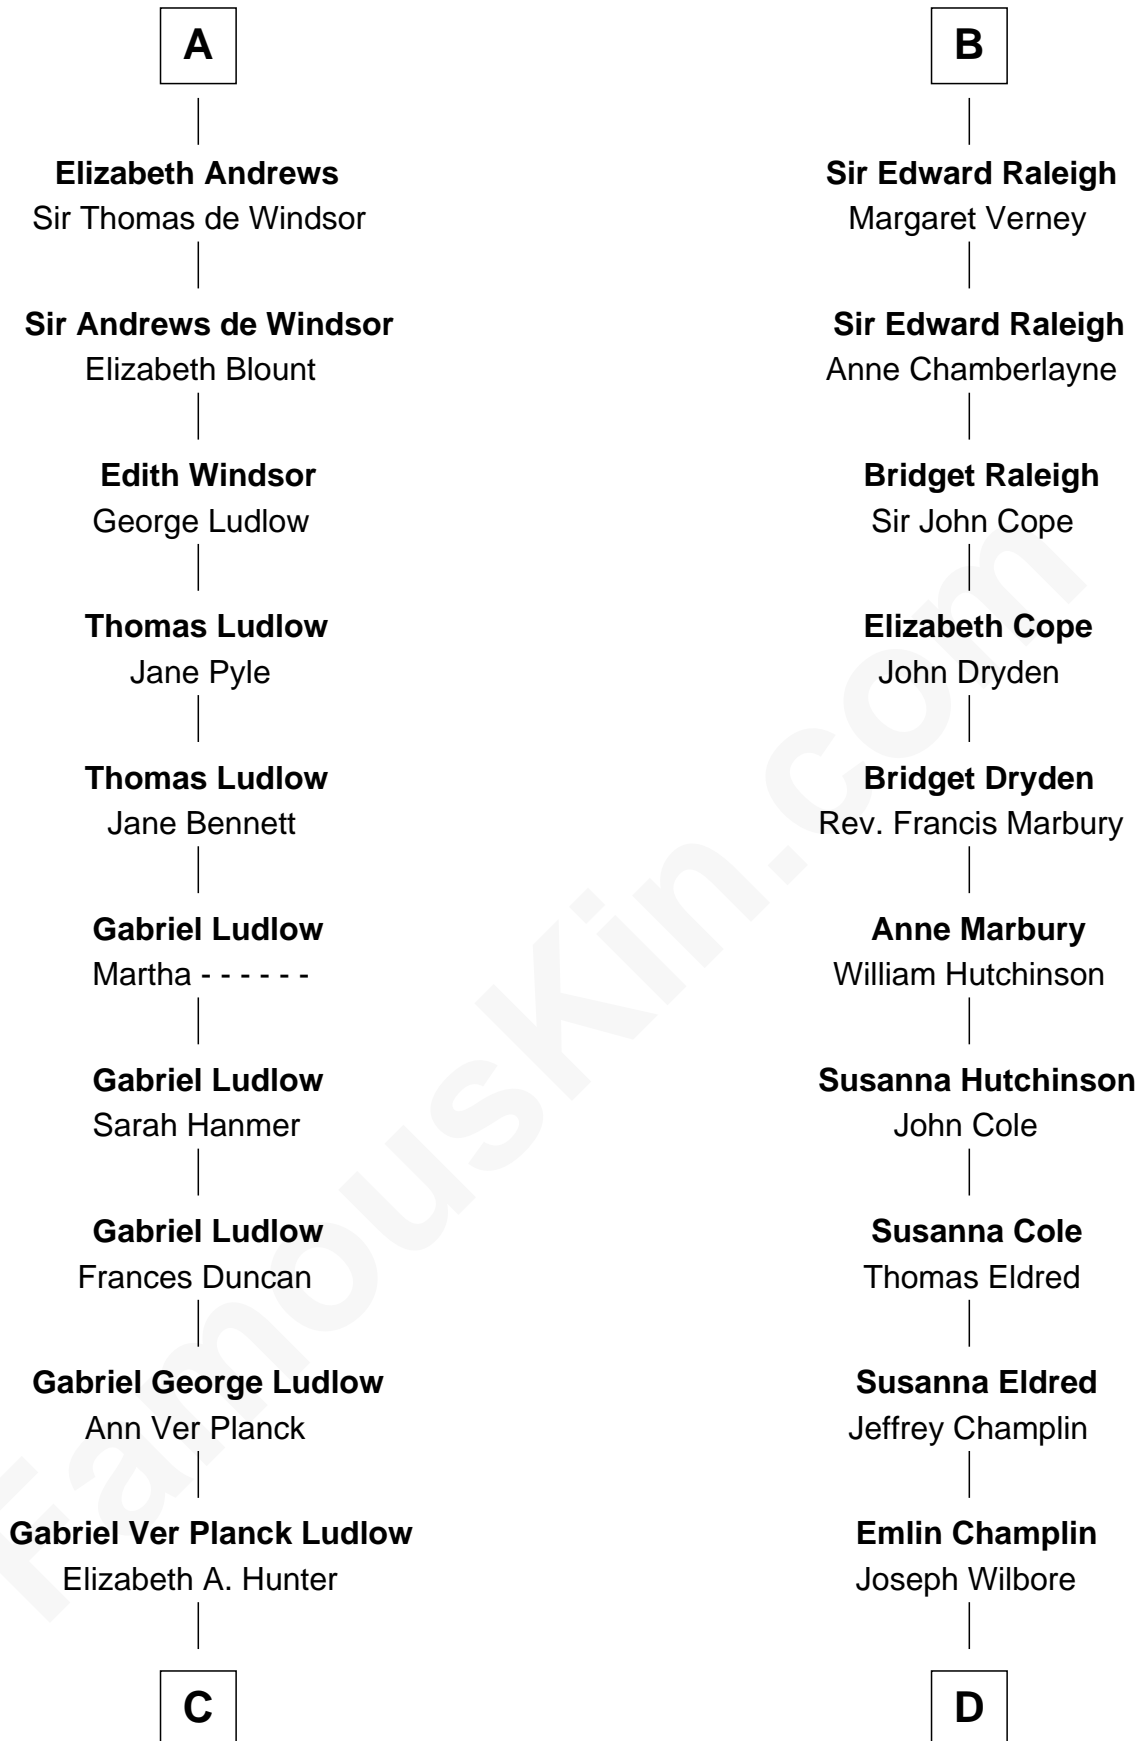 A
Elizabeth Andrews
Sir Thomas de Windsor
Sir Andrews de Windsor
Elizabeth Blount
Edith Windsor
George Ludlow
Thomas Ludlow
Jane Pyle
Thomas Ludlow
Jane Bennett
Gabriel Ludlow
Martha - - - - - -
Gabriel Ludlow
Sarah Hanmer
Gabriel Ludlow
Frances Duncan
Gabriel George Ludlow
Ann Ver Planck
Gabriel Ver Planck Ludlow
Elizabeth A. Hunter
C
B
Sir Edward Raleigh
Margaret Verney
Sir Edward Raleigh
Anne Chamberlayne
Bridget Raleigh
Sir John Cope
Elizabeth Cope
John Dryden
Bridget Dryden
Rev. Francis Marbury
Anne Marbury
William Hutchinson
Susanna Hutchinson
John Cole
Susanna Cole
Thomas Eldred
Susanna Eldred
Jeffrey Champlin
Emlin Champlin
Joseph Wilbore
D
FamousKin.com